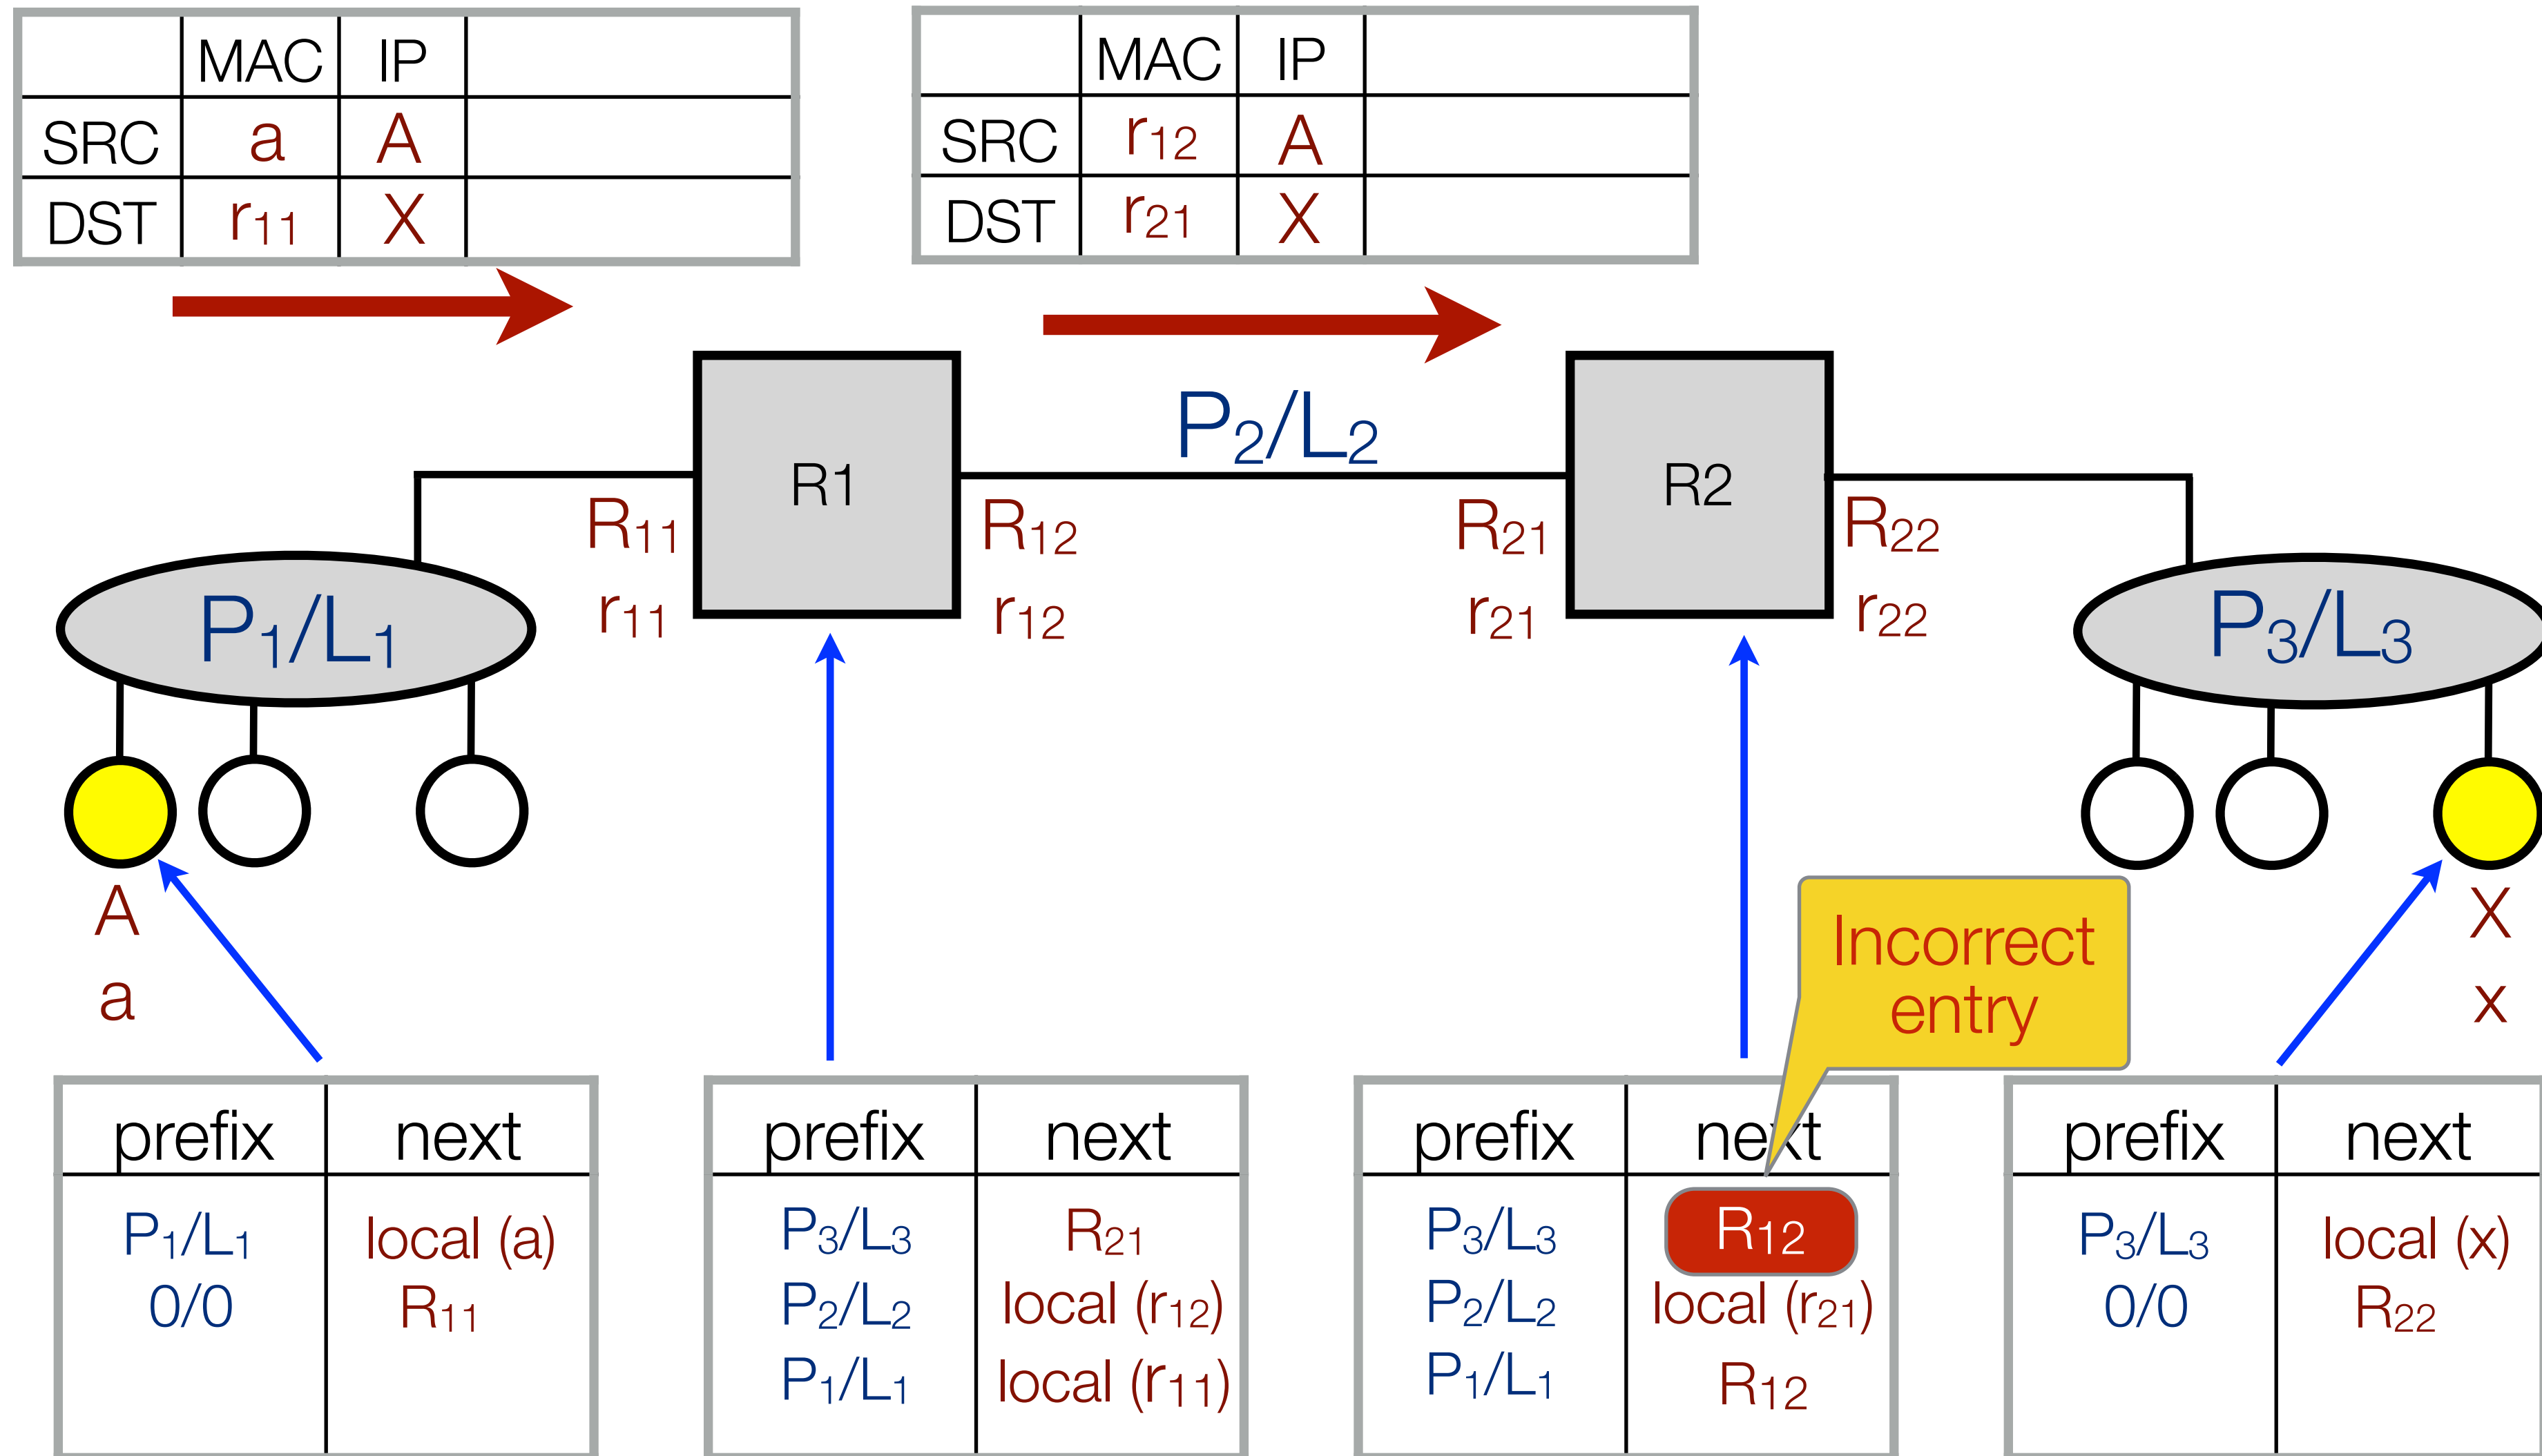 MAC IP
SRC a A
DST r₁₁ X
MAC IP
SRC r₁₂ A
DST r₂₁ X
P₂/L₂
R1
R2
R₁₁
r₁₁
R₁₂
r₁₂
R₂₁
r₂₁
R₂₂
r₂₂
P₁/L₁
P₃/L₃
A
a
X
x
Incorrect
entry
prefix next
P₁/L₁ local (a)
0/0 R₁₁
prefix next
P₃/L₃ R₂₁
P₂/L₂ local (r₁₂)
P₁/L₁ local (r₁₁)
prefix next
P₃/L₃ R₁₂
P₂/L₂ local (r₂₁)
P₁/L₁ R₁₂
prefix next
P₃/L₃ local (x)
0/0 R₂₂